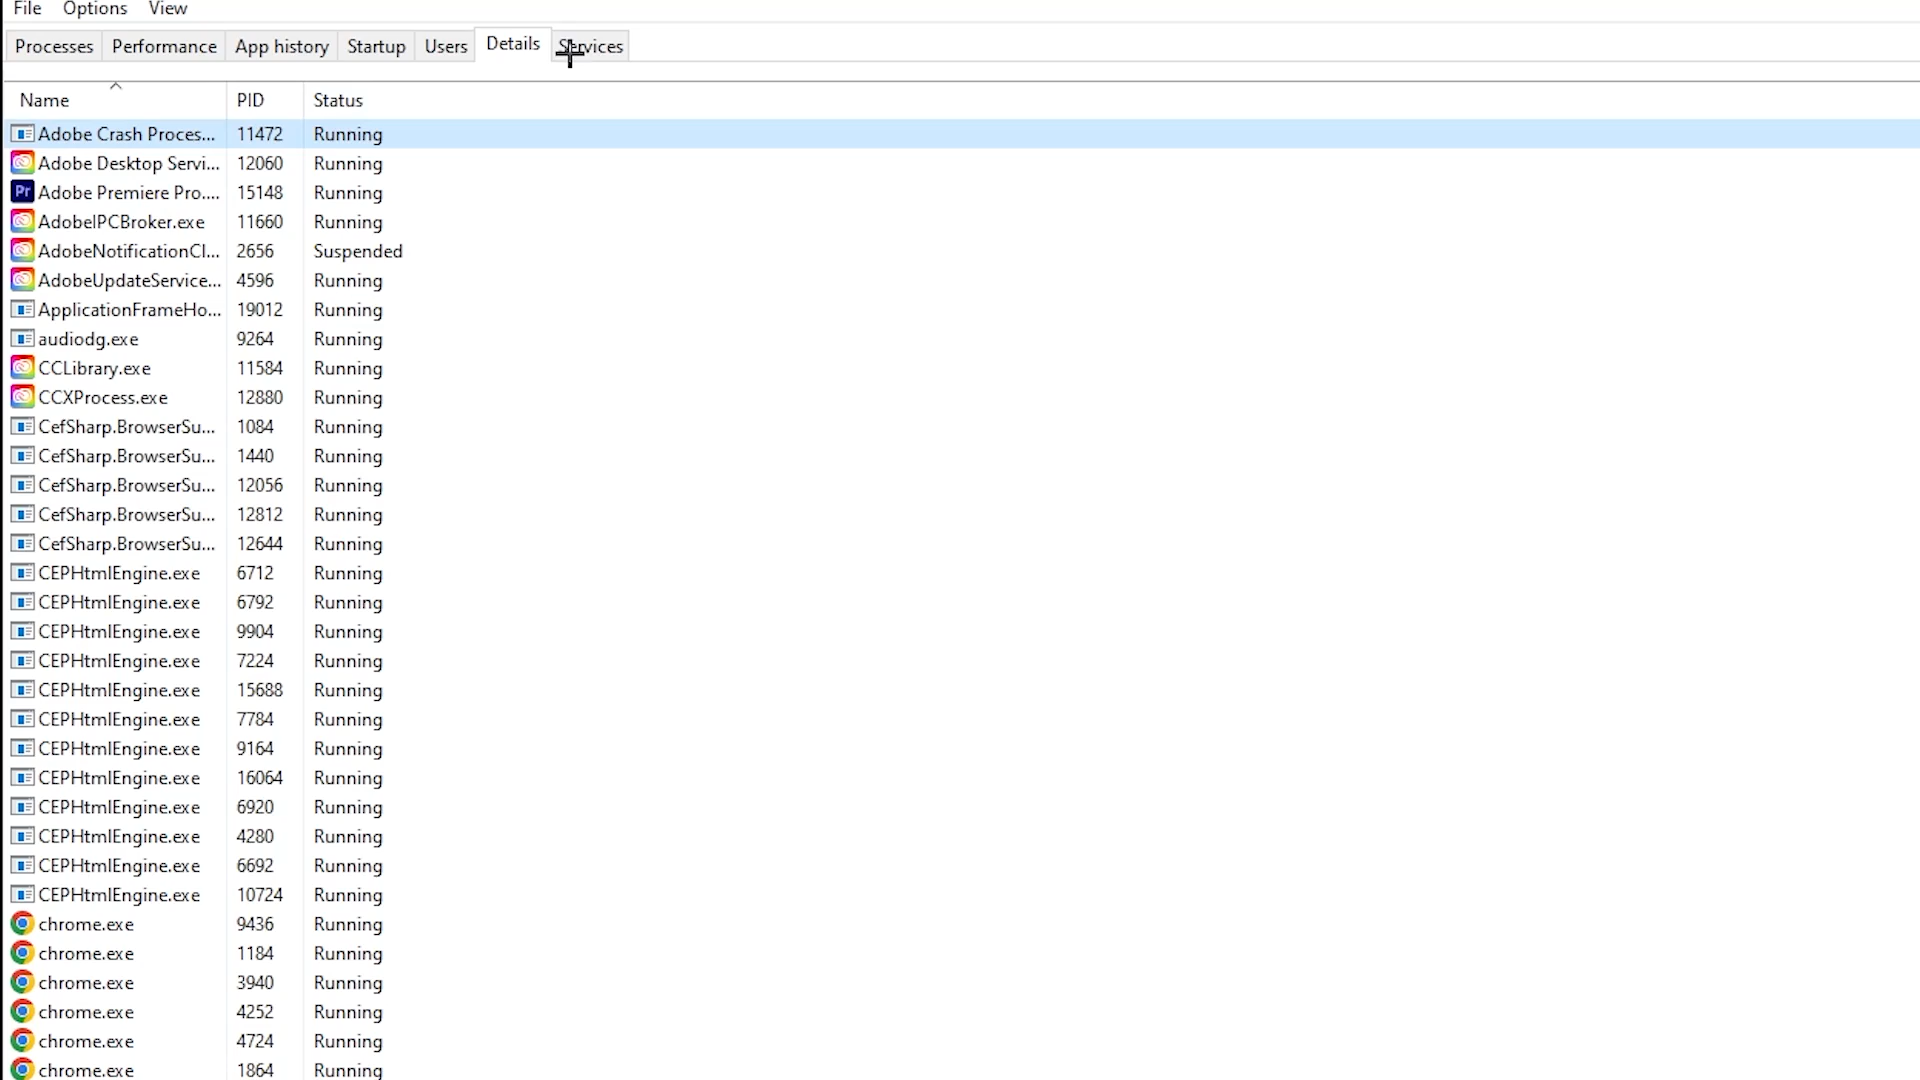 File Options View
Processes Performance App history Startup Users Details Services
Name PID Status
Adobe Crash Proces... 11472 Running
Adobe Desktop Servi... 12060 Running
Pr Adobe Premiere Pro.... 15148 Running
AdobeIPCBroker.exe 11660 Running
AdobeNotificationCl... 2656 Suspended
AdobeUpdateService... 4596 Running
ApplicationFrameHo... 19012 Running
audiodg.exe 9264 Running
CCLibrary.exe 11584 Running
CCXProcess.exe 12880 Running
CefSharp.BrowserSu... 1084 Running
CefSharp.BrowserSu... 1440 Running
CefSharp.BrowserSu... 12056 Running
CefSharp.BrowserSu... 12812 Running
CefSharp.BrowserSu... 12644 Running
CEPHtmlEngine.exe 6712 Running
CEPHtmlEngine.exe 6792 Running
CEPHtmlEngine.exe 9904 Running
CEPHtmlEngine.exe 7224 Running
CEPHtmlEngine.exe 15688 Running
CEPHtmlEngine.exe 7784 Running
CEPHtmlEngine.exe 9164 Running
CEPHtmlEngine.exe 16064 Running
CEPHtmlEngine.exe 6920 Running
CEPHtmlEngine.exe 4280 Running
CEPHtmlEngine.exe 6692 Running
CEPHtmlEngine.exe 10724 Running
chrome.exe 9436 Running
chrome.exe 1184 Running
chrome.exe 3940 Running
chrome.exe 4252 Running
chrome.exe 4724 Running
chrome.exe 1864 Running